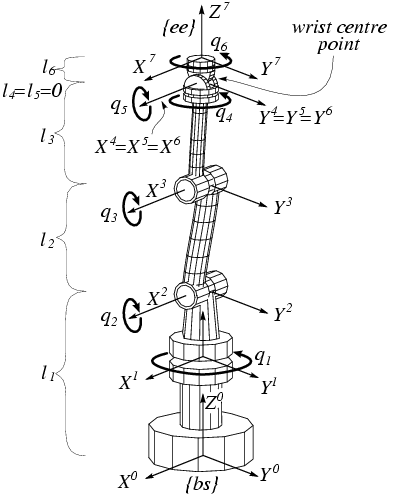 {ee}
Z^7
wrist centre
point
q_6
l_6
X^7
Y^7
l_4=l_5=0
q_5
q_4
Y^4=Y^5=Y^6
l_3
X^4=X^5=X^6
X^3
q_3
Y^3
l_2
X^2
q_2
Y^2
q_1
l_1
X^1
Y^1
Z^0
X^0
{bs}
Y^0